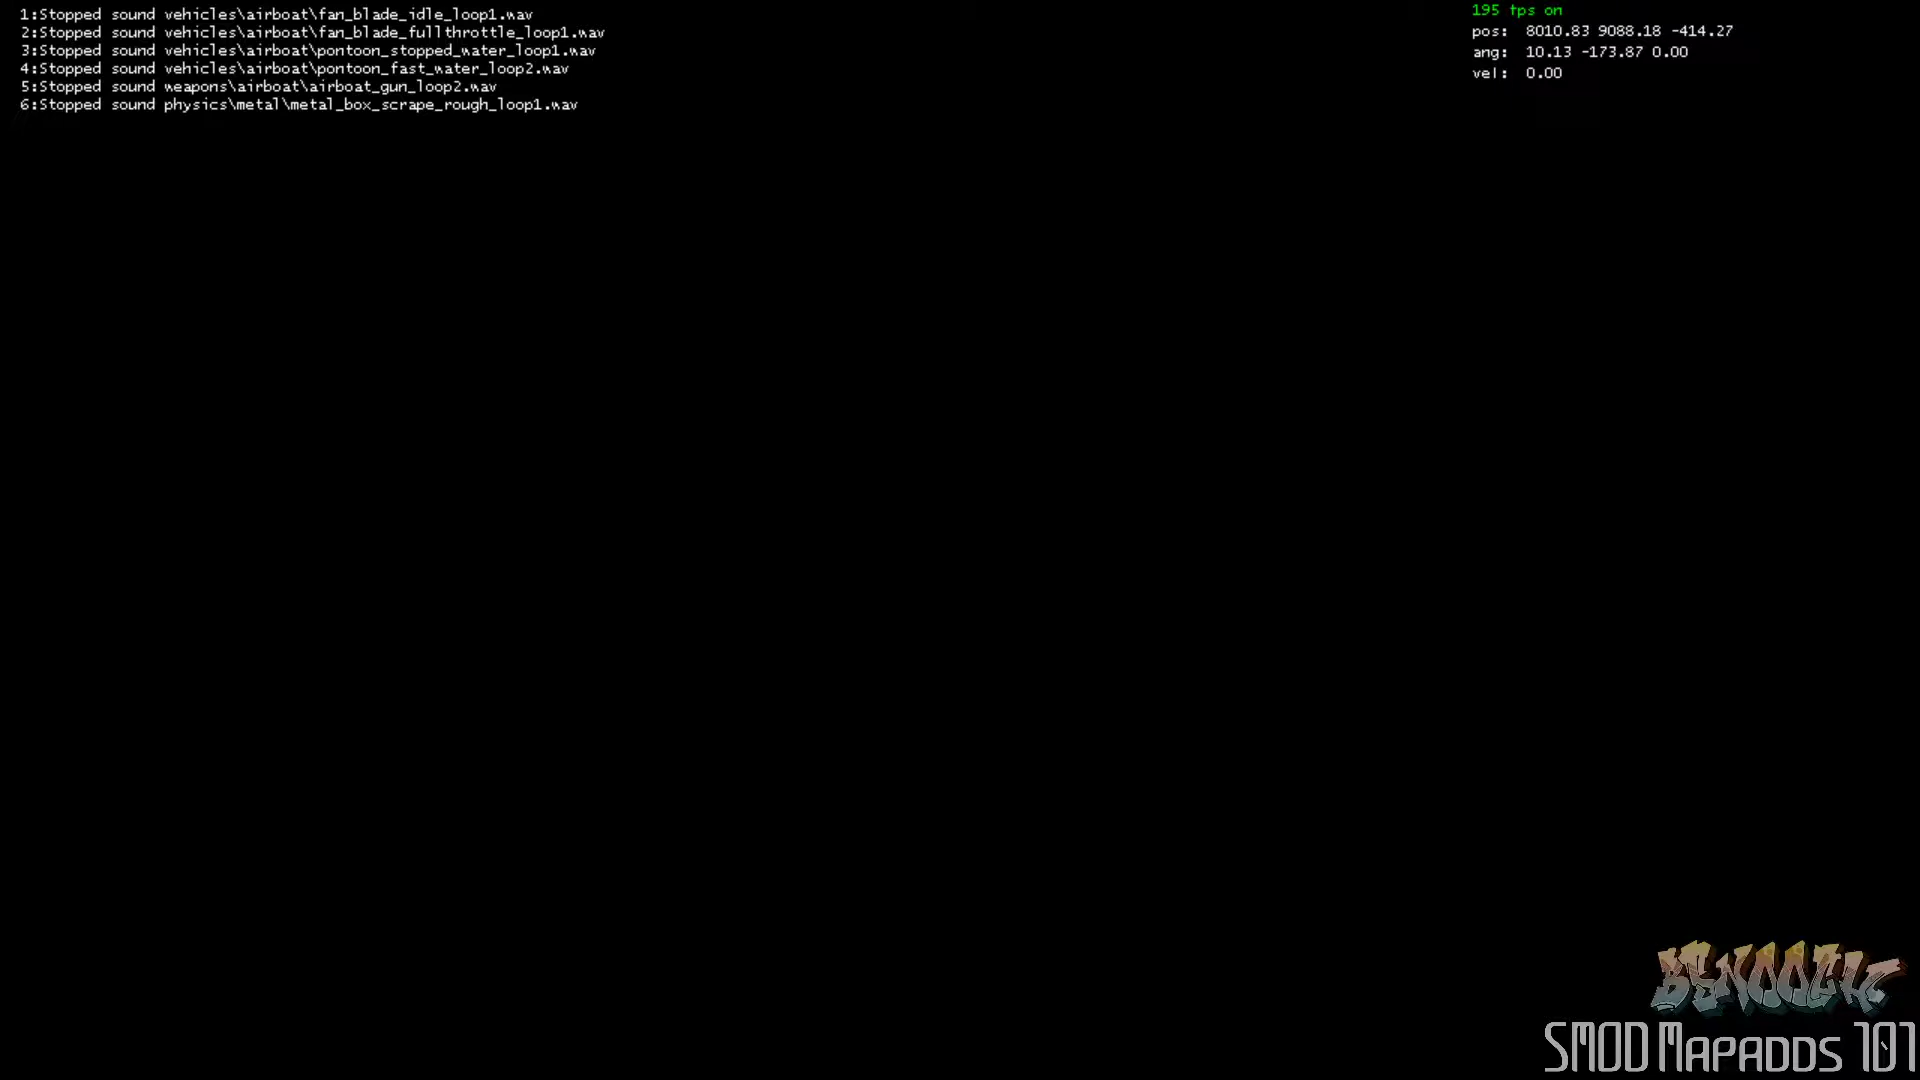 1:Stopped sound vehicles\airboat\fan_blade_idle_loop1.wav
2:Stopped sound vehicles\airboat\fan_blade_fullthrottle_loop1.wav
3:Stopped sound vehicles\airboat\pontoon_stopped_water_loop1.wav
4:Stopped sound vehicles\airboat\pontoon_fast_water_loop2.wav
5:Stopped sound weapons\airboat\airboat_gun_loop2.wav
6:Stopped sound physics\metal\metal_box_scrape_rough_loop1.wav
195 fps on
pos: 8010.83 9088.18 -414.27
ang: 10.13 -173.87 0.00
vel: 0.00
SMOD Mapadds 101